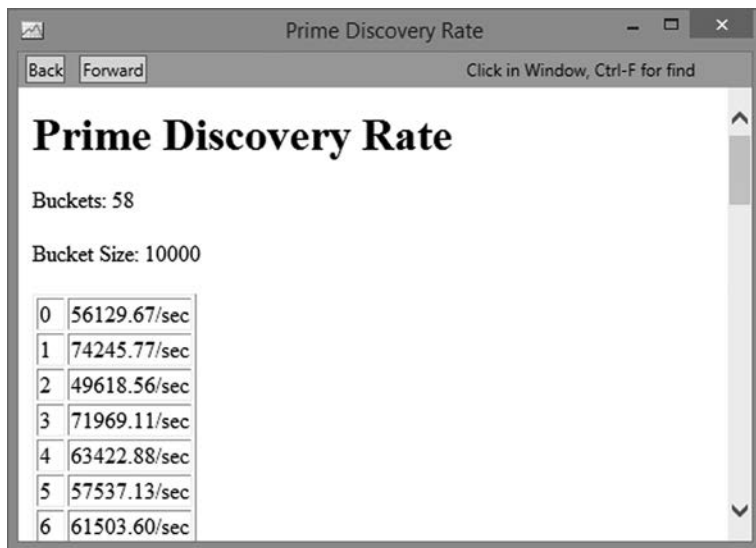 Prime Discovery Rate
Back Forward Click in Window, Ctrl-F for find
Prime Discovery Rate
Buckets: 58
Bucket Size: 10000
0 56129.67/sec
1 74245.77/sec
2 49618.56/sec
3 71969.11/sec
4 63422.88/sec
5 57537.13/sec
6 61503.60/sec